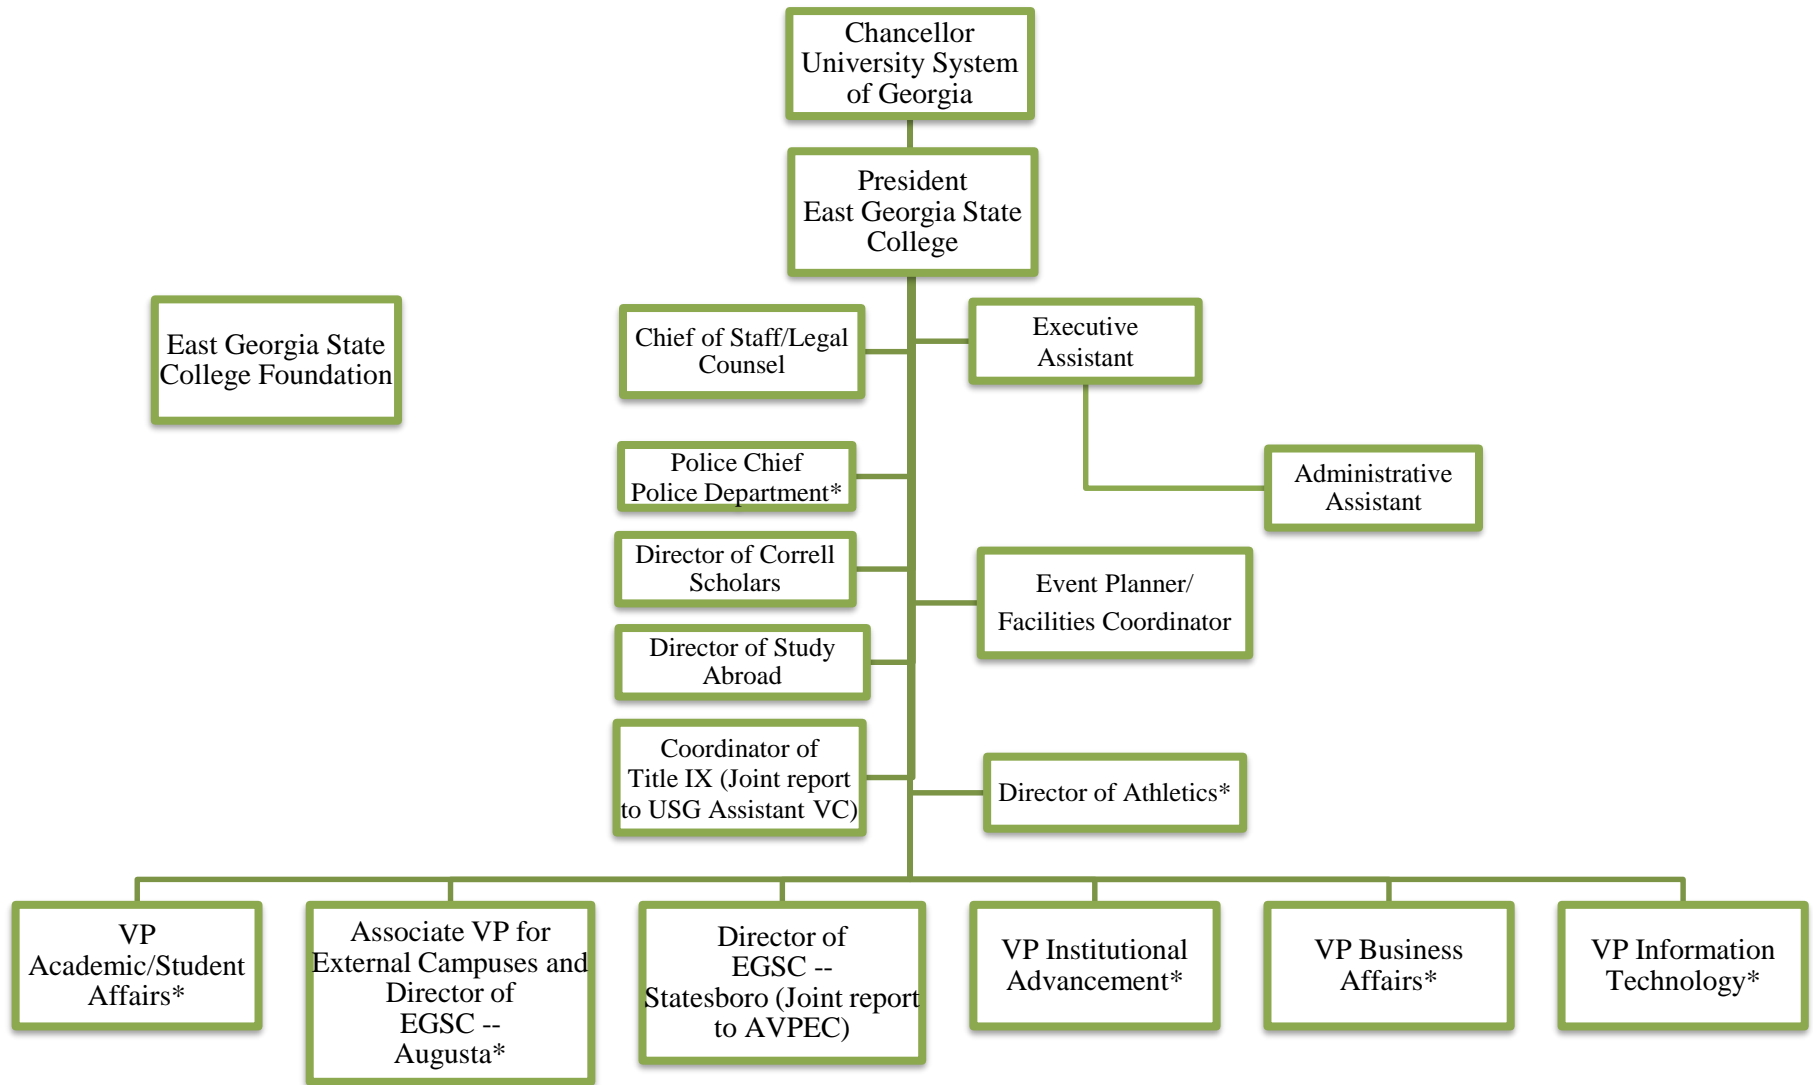 Chancellor
University System
of Georgia
President
East Georgia State
College
East Georgia State
College Foundation
Chief of Staff/Legal
Counsel
Executive
Assistant
Police Chief
Police Department*
Administrative
Assistant
Director of Correll
Scholars
Event Planner/
Facilities Coordinator
Director of Study
Abroad
Coordinator of
Title IX (Joint report
to USG Assistant VC)
Director of Athletics*
VP
Academic/Student
Affairs*
Associate VP for
External Campuses and
Director of
EGSC --
Augusta*
Director of
EGSC --
Statesboro (Joint report
to AVPEC)
VP Institutional
Advancement*
VP Business
Affairs*
VP Information
Technology*